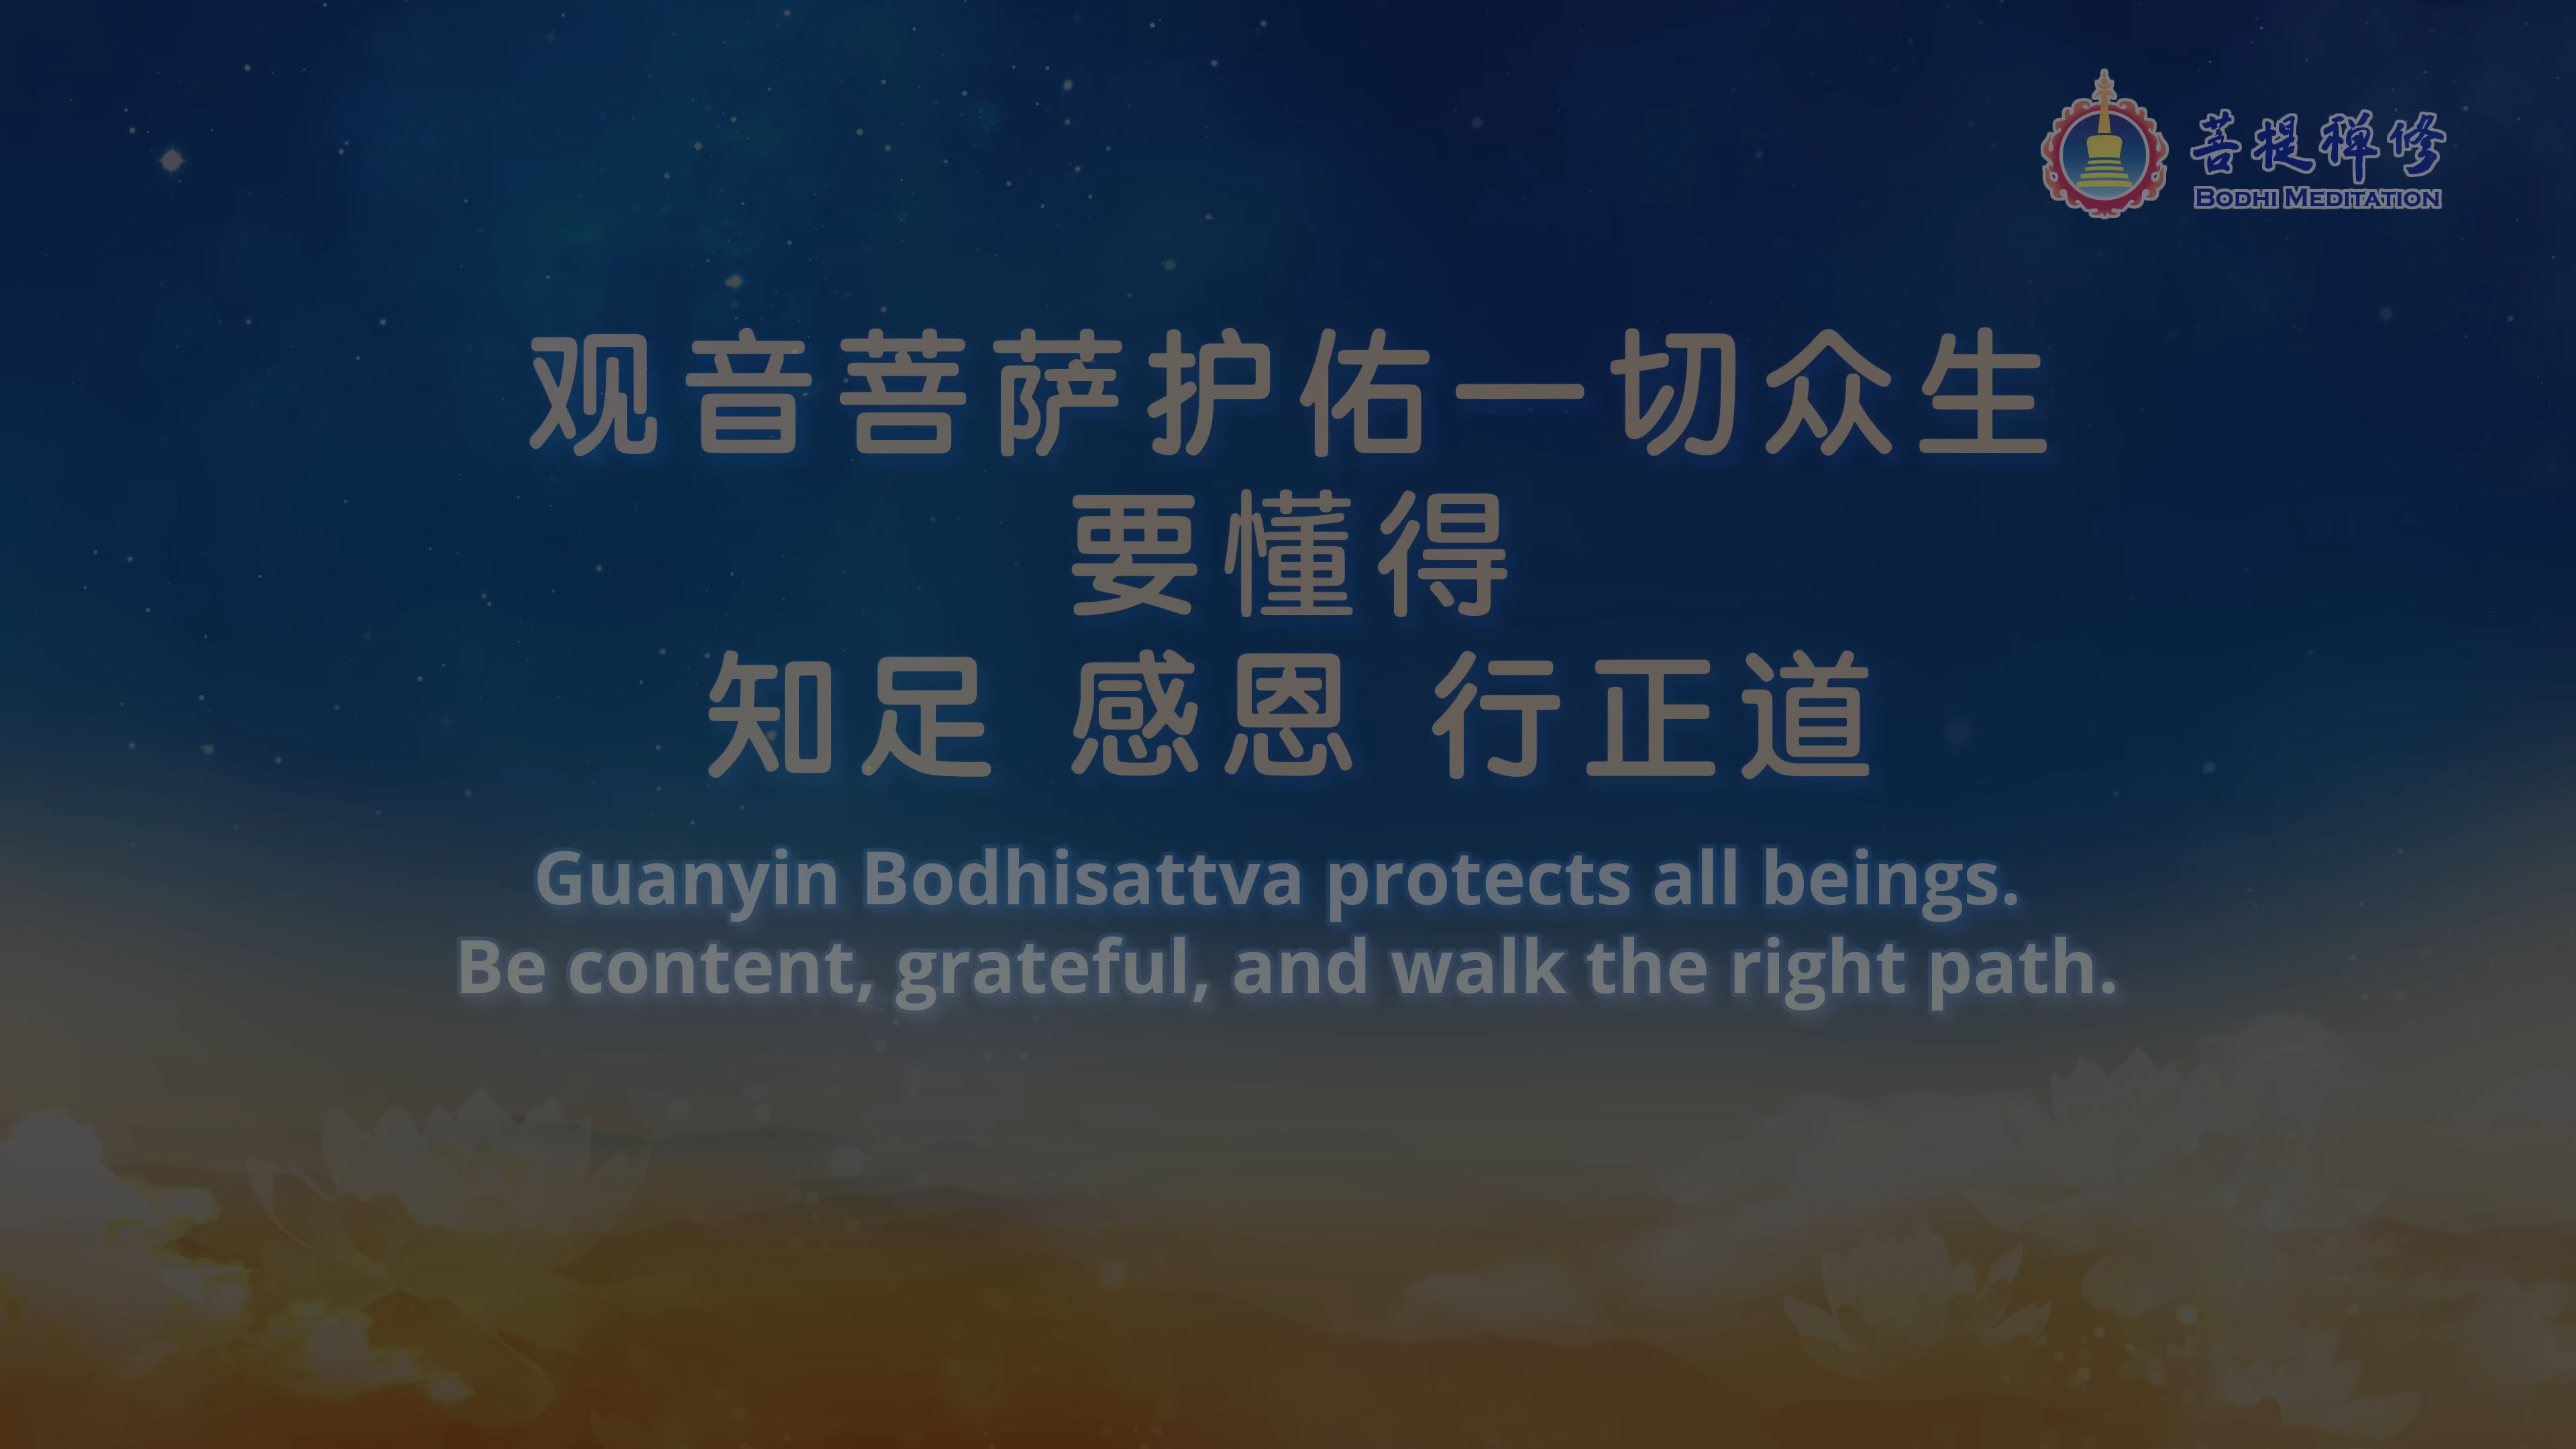 菩提禅修
BODHI MEDITATION
观音菩萨护佑一切众生
要懂得
知足 感恩 行正道
Guanyin Bodhisattva protects all beings.
Be content, grateful, and walk the right path.